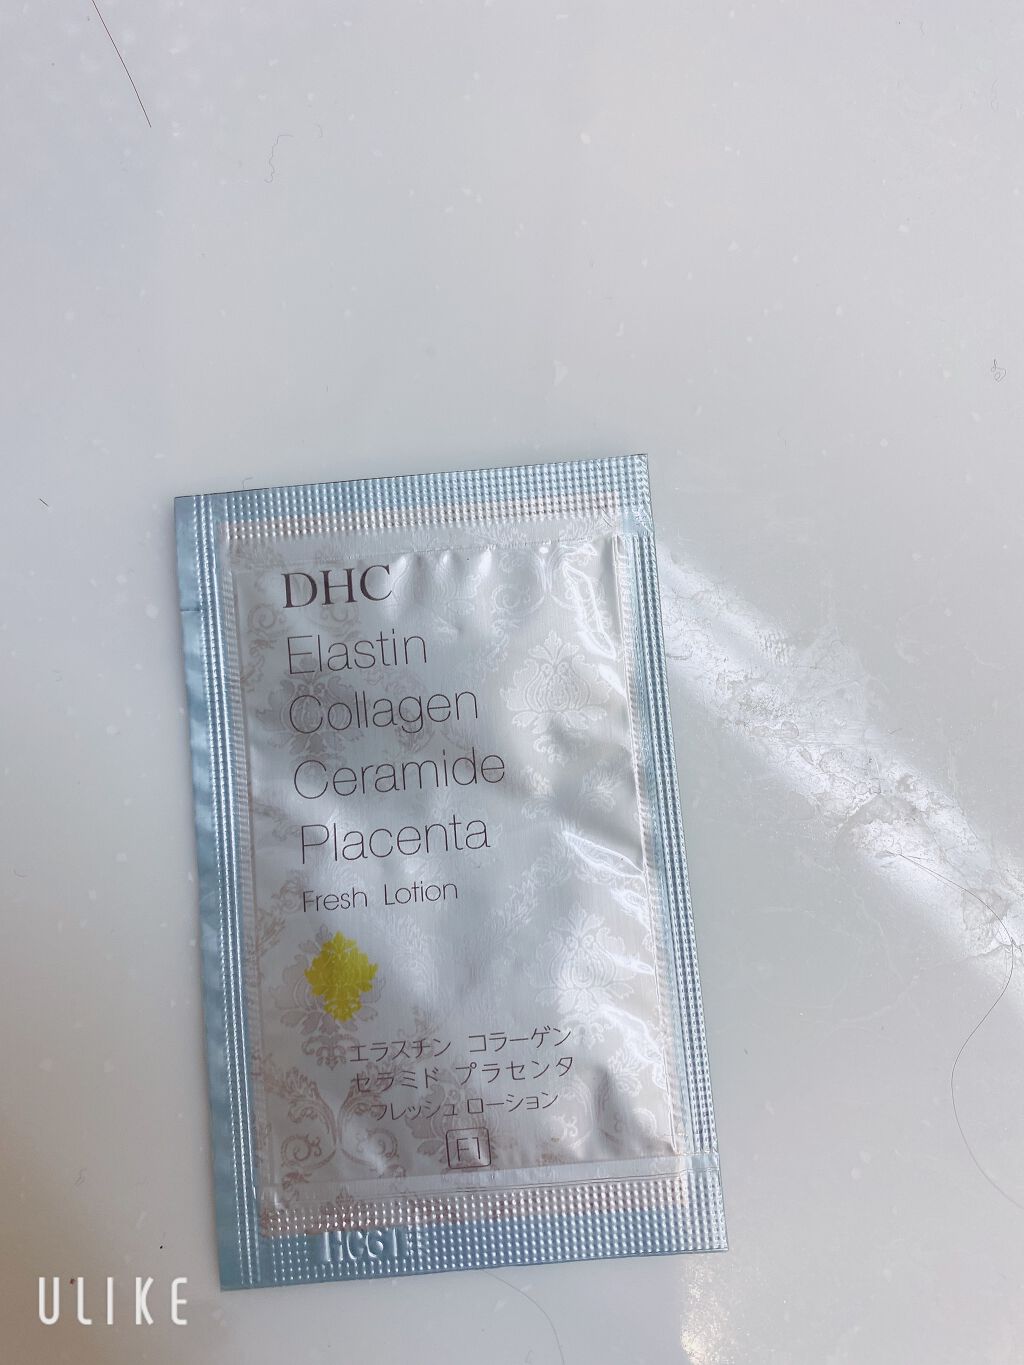 DHC
Elastin
Collagen
Ceramide
Placenta
Fresh Lotion
エラスチン コラーゲン
セラミド プラセンタ
フレッシュ ローション
F1
ULIKE